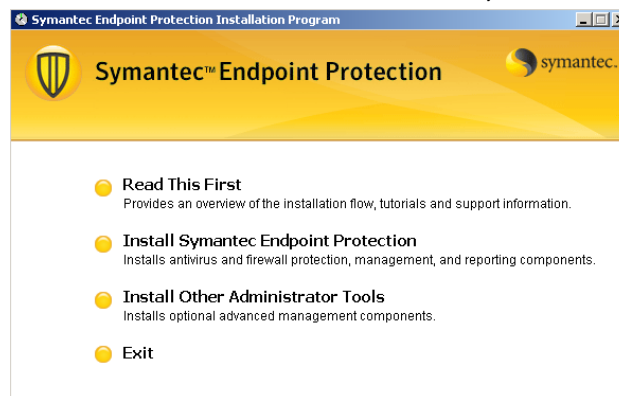 Symantec Endpoint Protection Installation Program
Symantec™ Endpoint Protection
symantec.
Read This First
Provides an overview of the installation flow, tutorials and support information.
Install Symantec Endpoint Protection
Installs antivirus and firewall protection, management, and reporting components.
Install Other Administrator Tools
Installs optional advanced management components.
Exit